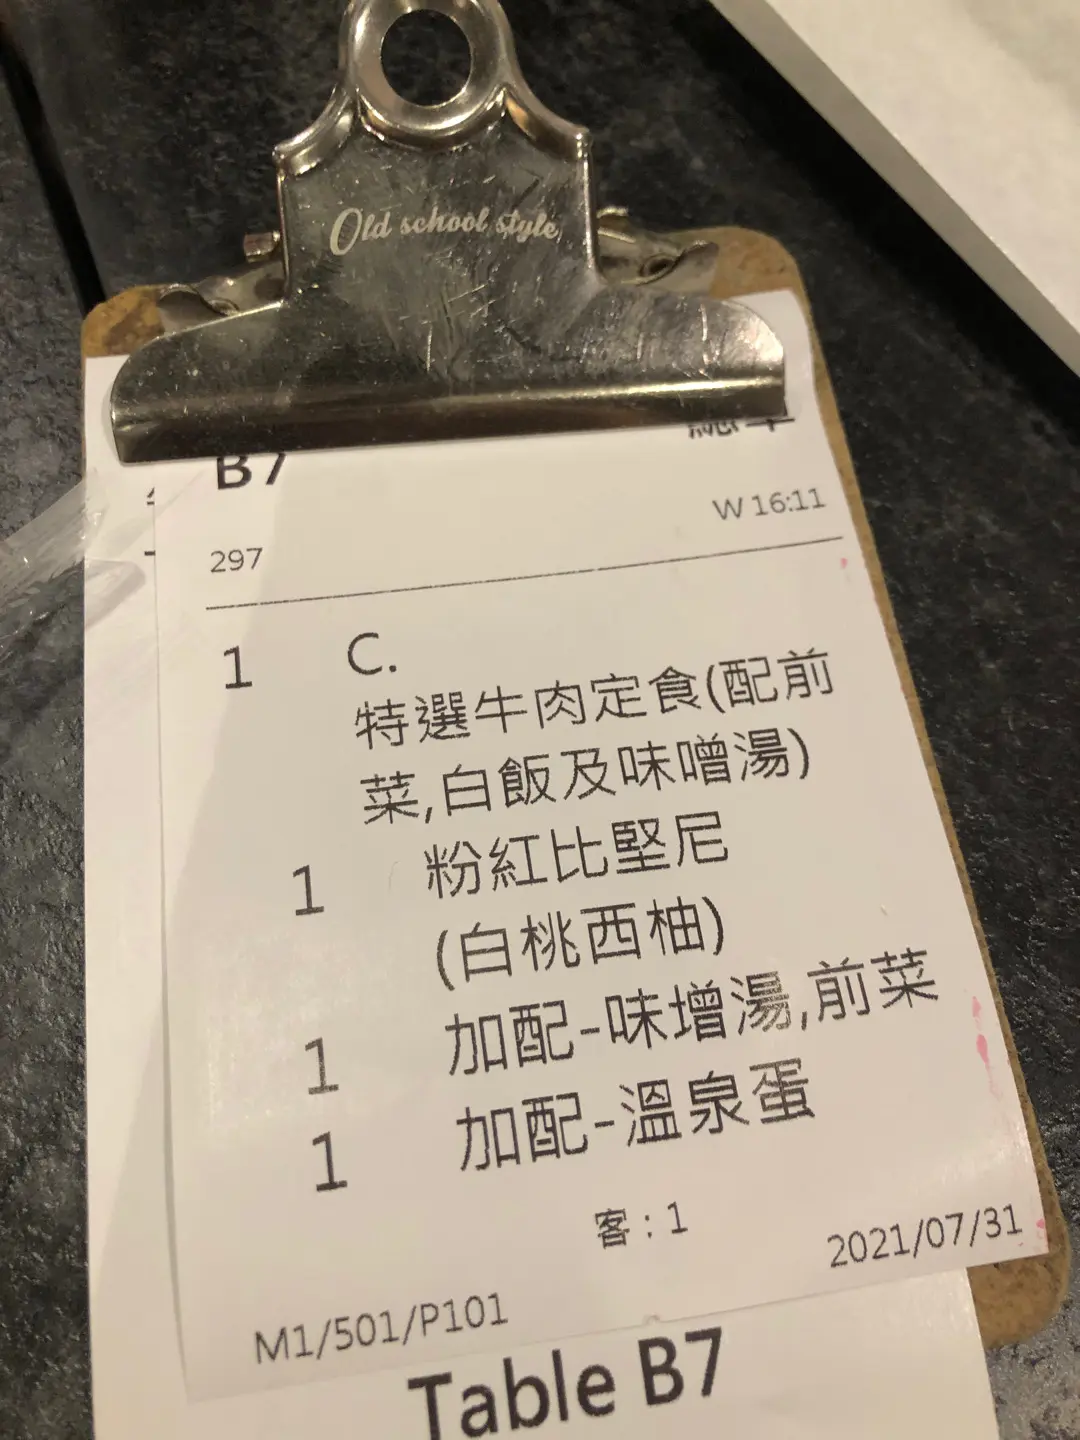 Old school style
B7
W 16:11
297
1 C.
特選牛肉定食(配前
菜,白飯及味噌湯)
1 粉紅比堅尼
(白桃西柚)
1 加配-味增湯,前菜
1 加配-溫泉蛋
客：1
2021/07/31
M1/501/P101
Table B7